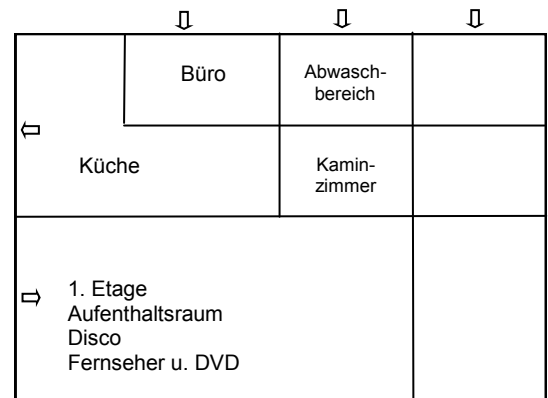 Büro
Abwasch-
bereich
Küche
Kamin-
zimmer
1. Etage
Aufenthaltsraum
Disco
Fernseher u. DVD